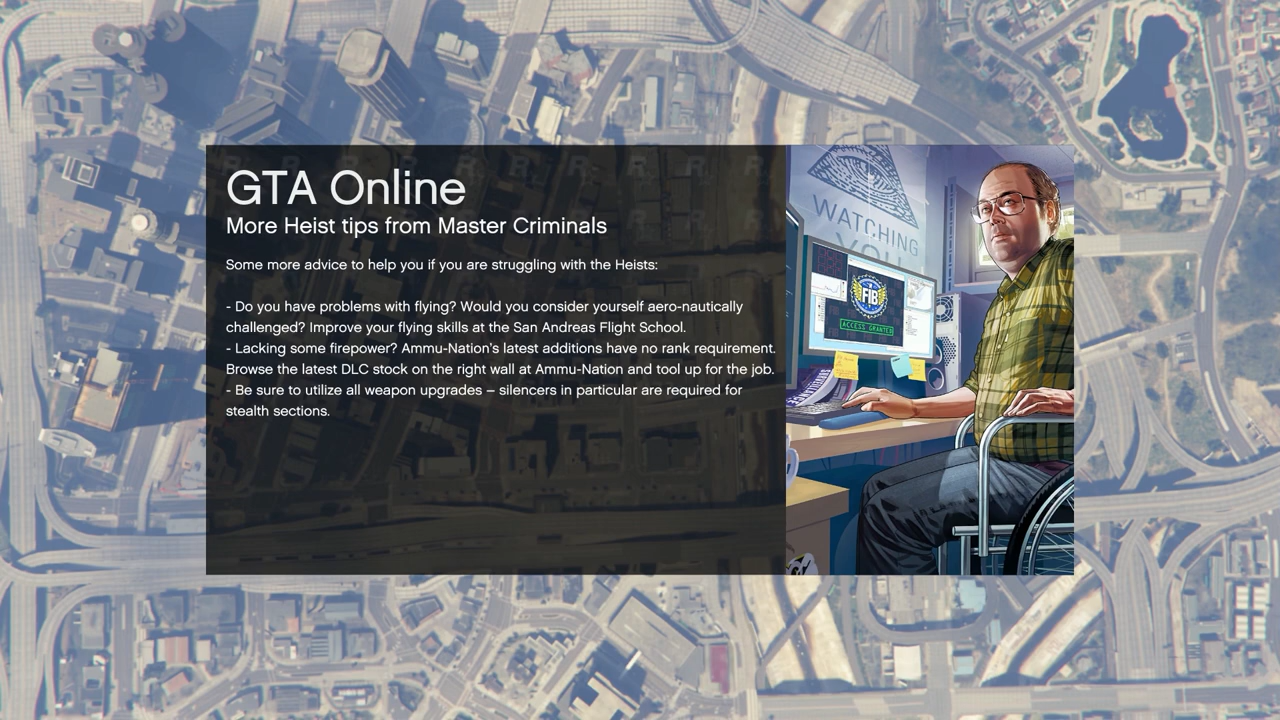 GTA Online
More Heist tips from Master Criminals
Some more advice to help you if you are struggling with the Heists:
- Do you have problems with flying? Would you consider yourself aero-nautically
challenged? Improve your flying skills at the San Andreas Flight School.
- Lacking some firepower? Ammu-Nation's latest additions have no rank requirement.
Browse the latest DLC stock on the right wall at Ammu-Nation and tool up for the job.
- Be sure to utilize all weapon upgrades – silencers in particular are required for
stealth sections.
WATCHING
YOU
FIB
ACCESS GRANTED